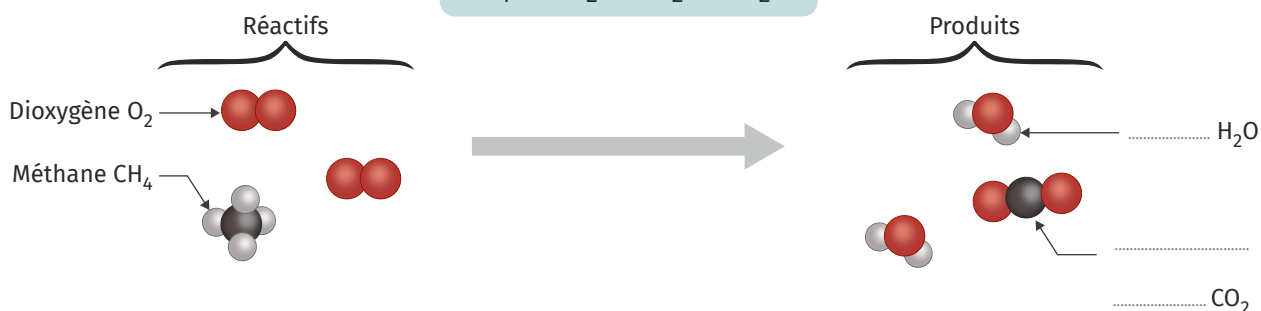 Réactifs
Produits
Dioxygène O₂
Méthane CH₄
.................. H₂O
..............................
.................... CO₂